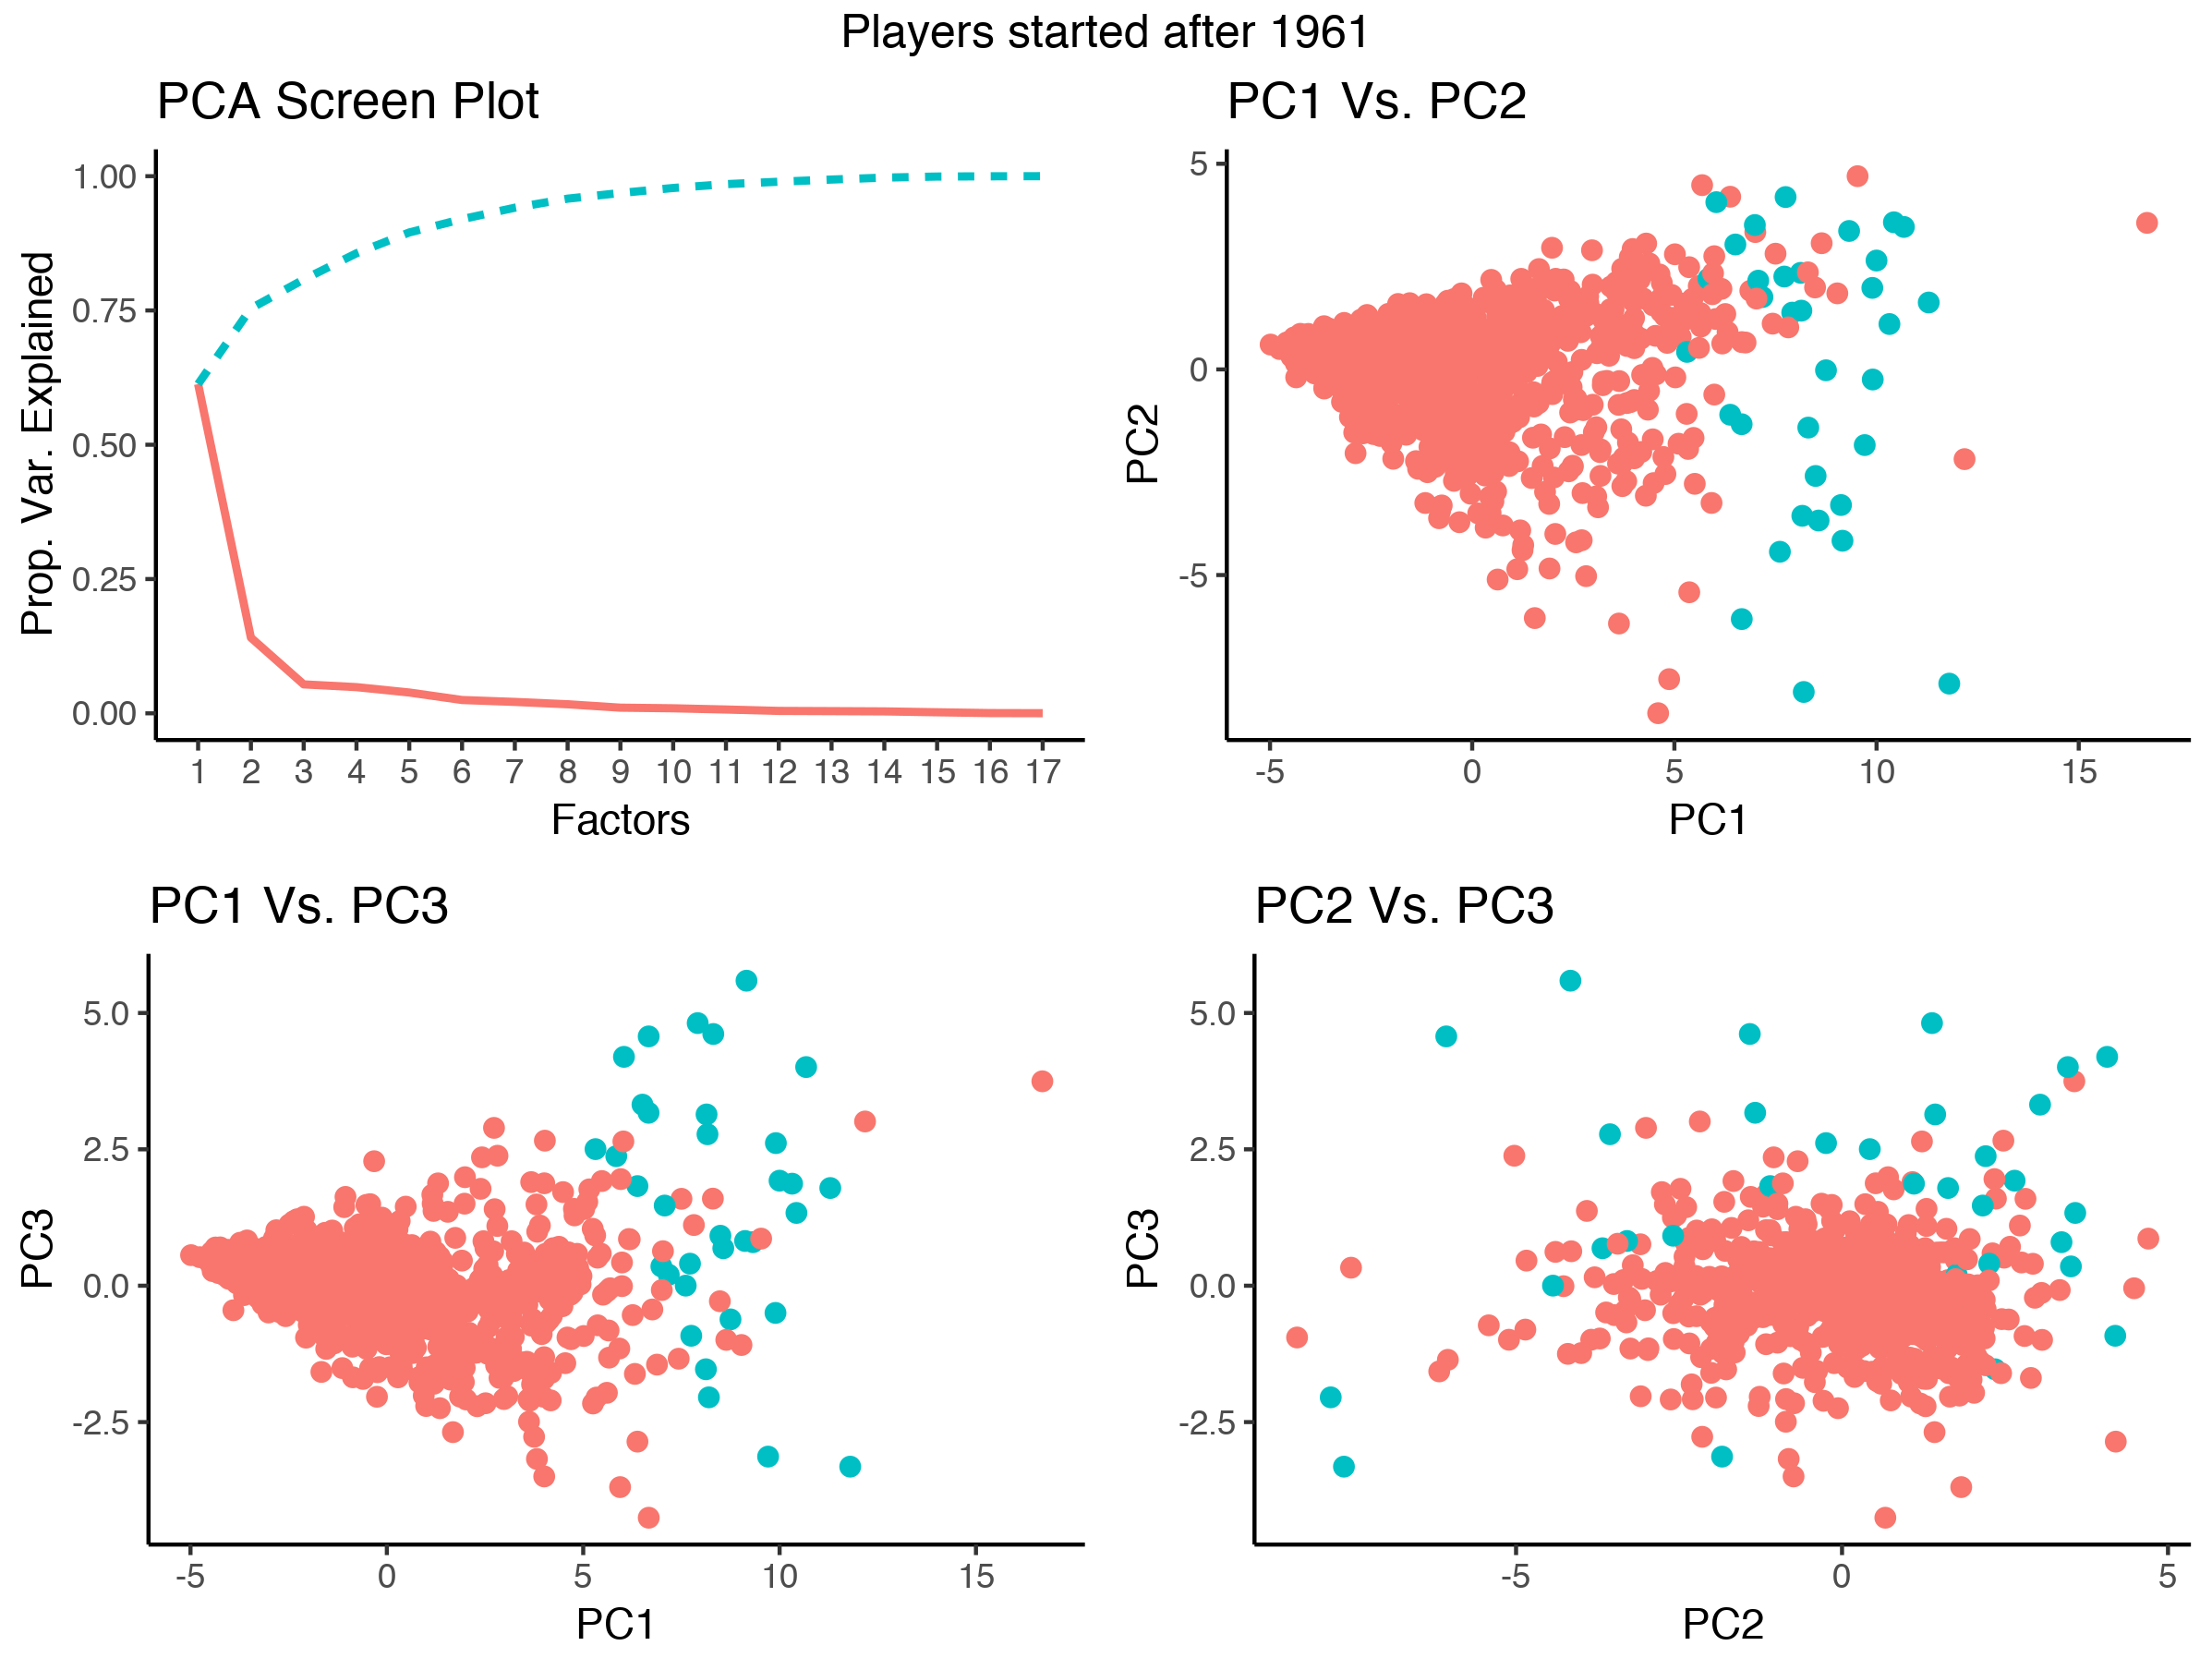 Players started after 1961
PCA Screen Plot
1.00
0.75
0.50
0.25
0.00
Prop. Var. Explained
1 2 3 4 5 6 7 8 9 10 11 12 13 14 15 16 17
Factors
PC1 Vs. PC2
5
0
-5
PC2
-5 0 5 10 15
PC1
PC1 Vs. PC3
5.0
2.5
0.0
-2.5
PC3
-5 0 5 10 15
PC1
PC2 Vs. PC3
5.0
2.5
0.0
-2.5
PC3
-5 0 5
PC2